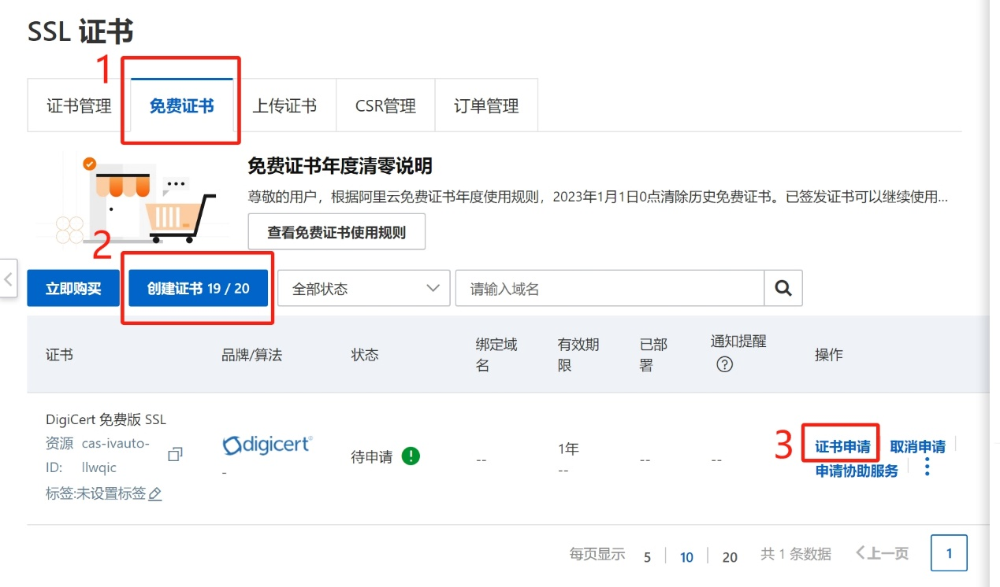 SSL 证书
1
证书管理 免费证书 上传证书 CSR管理 订单管理
免费证书年度清零说明
尊敬的用户，根据阿里云免费证书年度使用规则，2023年1月1日0点清除历史免费证书。已签发证书可以继续使用...
查看免费证书使用规则
2
立即购买 创建证书 19 / 20 全部状态 请输入域名
证书 品牌/算法 状态 绑定域名 有效期限 已部署 通知提醒 操作
DigiCert 免费版 SSL
资源ID: cas-ivauto-llwqic
标签:未设置标签
digicert
-
待申请
--
1年
--
--
--
3
证书申请 取消申请
申请协助服务
每页显示 5 10 20 共 1 条数据 上一页 1